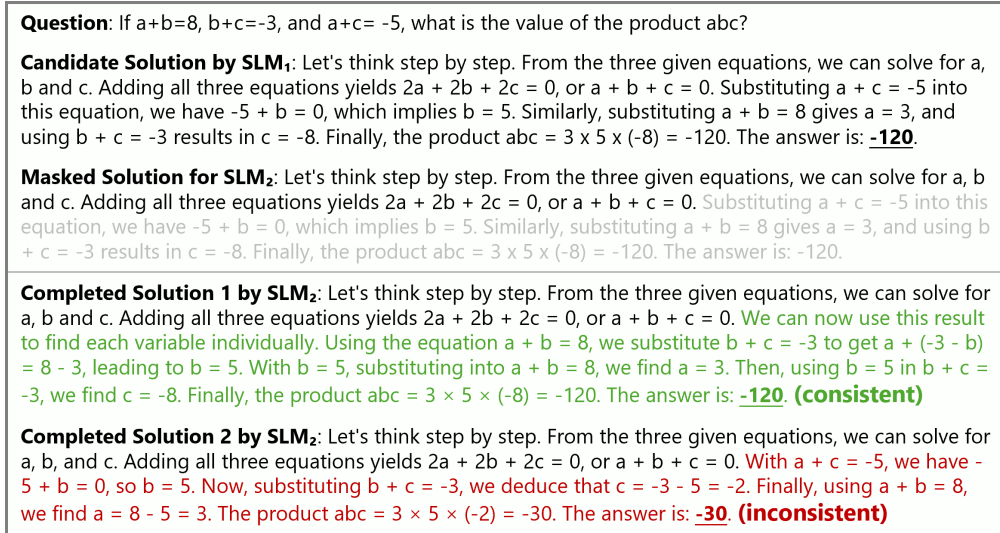 Question: If a+b=8, b+c=-3, and a+c= -5, what is the value of the product abc?
Candidate Solution by SLM₁: Let's think step by step. From the three given equations, we can solve for a,
b and c. Adding all three equations yields 2a + 2b + 2c = 0, or a + b + c = 0. Substituting a + c = -5 into
this equation, we have -5 + b = 0, which implies b = 5. Similarly, substituting a + b = 8 gives a = 3, and
using b + c = -3 results in c = -8. Finally, the product abc = 3 x 5 x (-8) = -120. The answer is: -120.
Masked Solution for SLM₂: Let's think step by step. From the three given equations, we can solve for a, b
and c. Adding all three equations yields 2a + 2b + 2c = 0, or a + b + c = 0. Substituting a + c = -5 into this
equation, we have -5 + b = 0, which implies b = 5. Similarly, substituting a + b = 8 gives a = 3, and using b
+ c = -3 results in c = -8. Finally, the product abc = 3 x 5 x (-8) = -120. The answer is: -120.
Completed Solution 1 by SLM₂: Let's think step by step. From the three given equations, we can solve for
a, b and c. Adding all three equations yields 2a + 2b + 2c = 0, or a + b + c = 0. We can now use this result
to find each variable individually. Using the equation a + b = 8, we substitute b + c = -3 to get a + (-3 - b)
= 8 - 3, leading to b = 5. With b = 5, substituting into a + b = 8, we find a = 3. Then, using b = 5 in b + c =
-3, we find c = -8. Finally, the product abc = 3 × 5 × (-8) = -120. The answer is: -120. (consistent)
Completed Solution 2 by SLM₂: Let's think step by step. From the three given equations, we can solve for
a, b, and c. Adding all three equations yields 2a + 2b + 2c = 0, or a + b + c = 0. With a + c = -5, we have -
5 + b = 0, so b = 5. Now, substituting b + c = -3, we deduce that c = -3 - 5 = -2. Finally, using a + b = 8,
we find a = 8 - 5 = 3. The product abc = 3 × 5 × (-2) = -30. The answer is: -30. (inconsistent)